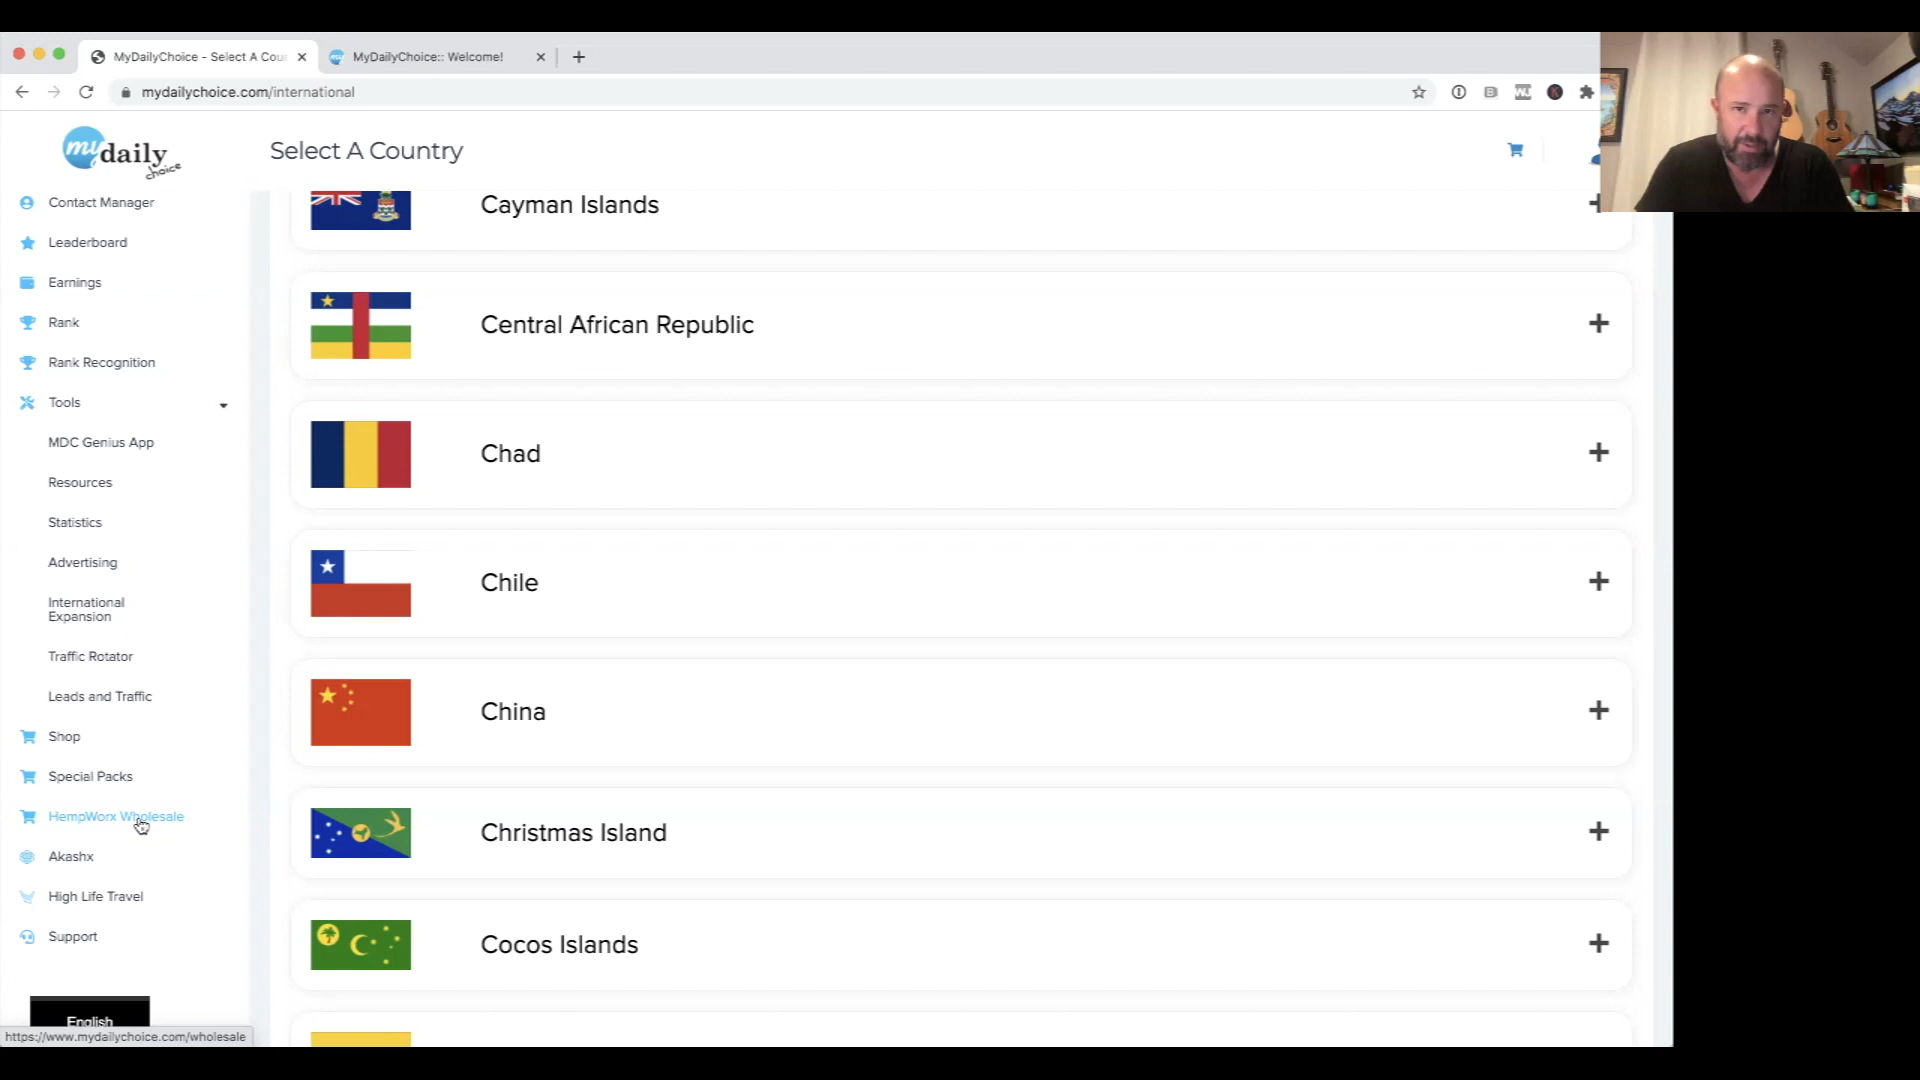 MyDailyChoice - Select A Cou
MyDailyChoice:: Welcome!
mydailychoice.com/international
my daily choice
Select A Country
Contact Manager
Leaderboard
Earnings
Rank
Rank Recognition
Tools
MDC Genius App
Resources
Statistics
Advertising
International
Expansion
Traffic Rotator
Leads and Traffic
Shop
Special Packs
HempWorx Wholesale
Akashx
High Life Travel
Support
English
https://www.mydailychoice.com/wholesale
Cayman Islands
Central African Republic
Chad
Chile
China
Christmas Island
Cocos Islands